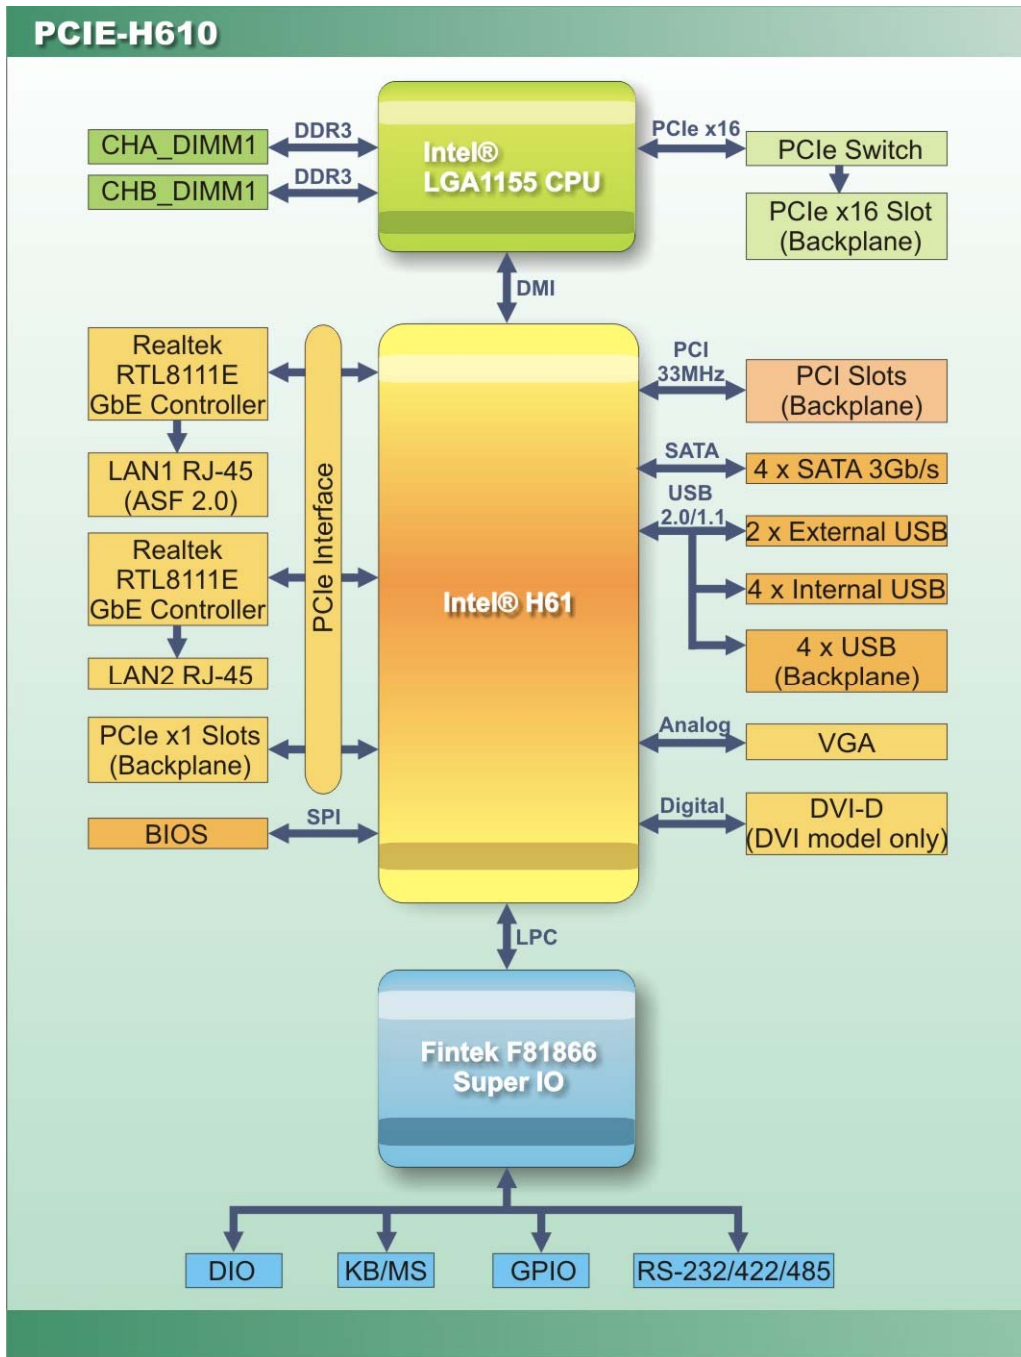 PCIE-H610
CHA_DIMM1
DDR3
CHB_DIMM1
DDR3
Intel®
LGA1155 CPU
PCIe x16
PCIe Switch
PCIe x16 Slot
(Backplane)
DMI
Realtek
RTL8111E
GbE Controller
LAN1 RJ-45
(ASF 2.0)
Realtek
RTL8111E
GbE Controller
LAN2 RJ-45
PCIe x1 Slots
(Backplane)
BIOS
SPI
PCIe Interface
Intel® H61
PCI
33MHz
PCI Slots
(Backplane)
SATA
4 x SATA 3Gb/s
USB
2.0/1.1
2 x External USB
4 x Internal USB
4 x USB
(Backplane)
Analog
VGA
Digital
DVI-D
(DVI model only)
LPC
Fintek F81866
Super IO
DIO
KB/MS
GPIO
RS-232/422/485